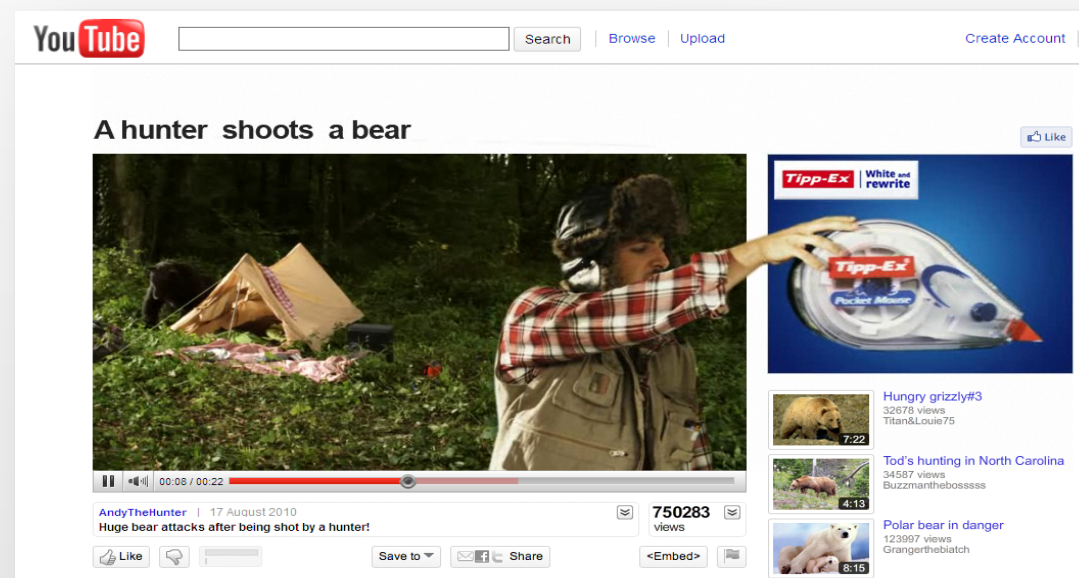 YouTube
Search
Browse
Upload
Create Account
A hunter shoots a bear
Like
Tipp-Ex
White and
rewrite
Tipp-Ex
Pocket Mouse
00:08 / 00:22
AndyTheHunter | 17 August 2010
Huge bear attacks after being shot by a hunter!
750283
views
Like
Save to
Share
<Embed>
Hungry grizzly#3
32678 views
Titan&Louie75
7:22
Tod's hunting in North Carolina
34587 views
Buzzmanthebosssss
4:13
Polar bear in danger
123997 views
Grangerthebiatch
8:15